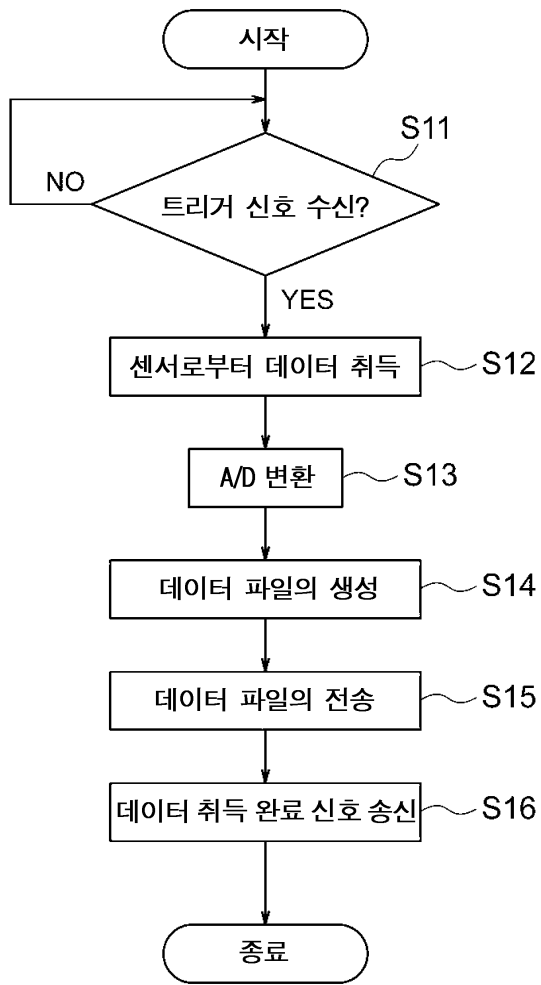 시작
S11
NO
트리거 신호 수신?
YES
센서로부터 데이터 취득
S12
A/D 변환
S13
데이터 파일의 생성
S14
데이터 파일의 전송
S15
데이터 취득 완료 신호 송신
S16
종료